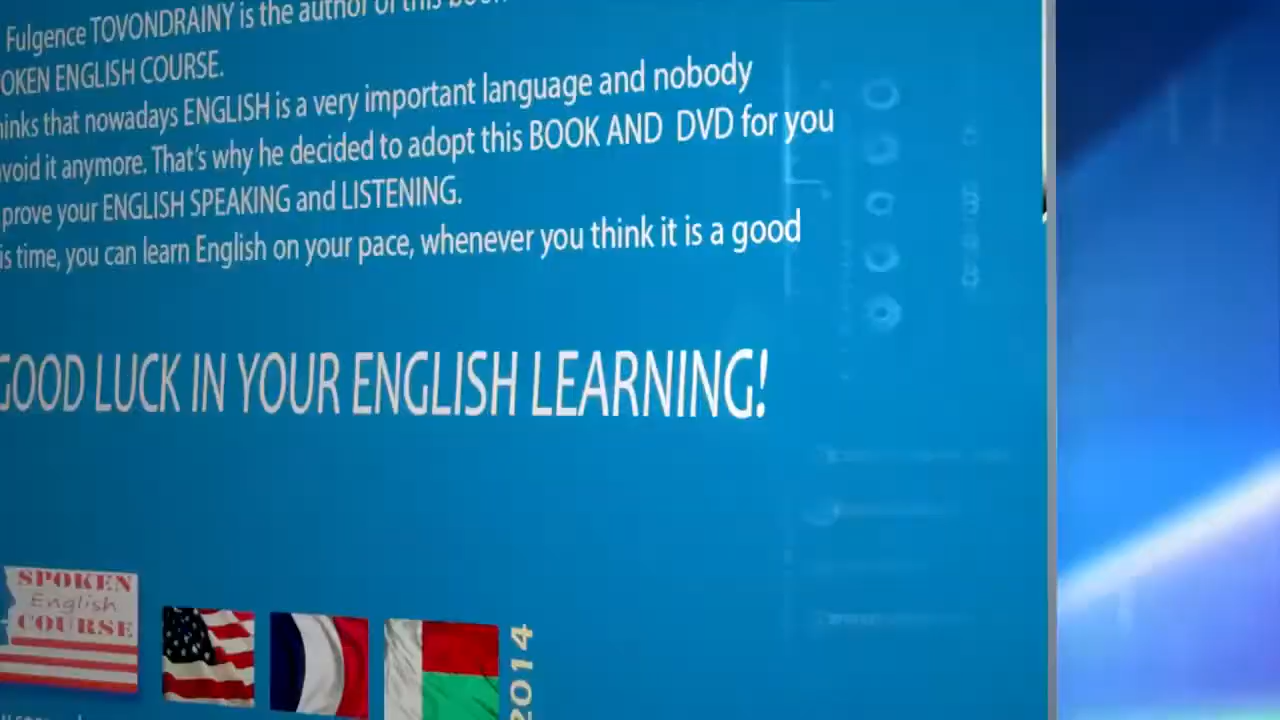 Fulgence TOVONDRAINY is the author of this book
OKEN ENGLISH COURSE.
hinks that nowadays ENGLISH is a very important language and nobody
void it anymore. That's why he decided to adopt this BOOK AND DVD for you
prove your ENGLISH SPEAKING and LISTENING.
is time, you can learn English on your pace, whenever you think it is a good
GOOD LUCK IN YOUR ENGLISH LEARNING!
SPOKEN
English
COURSE
2014